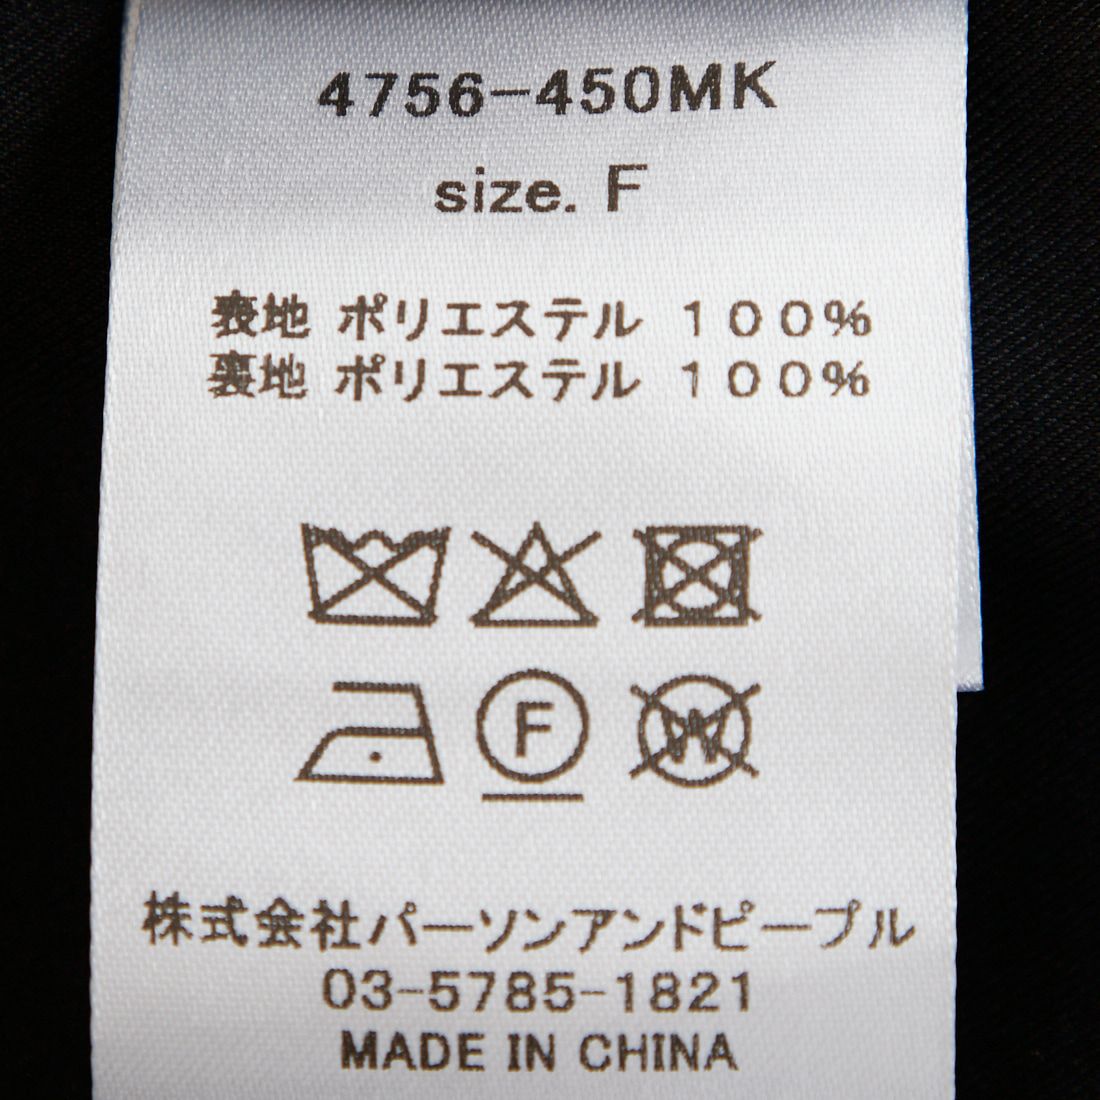 4756-450MK
size. F
表地 ポリエステル 100%
裏地 ポリエステル 100%
F
W
株式会社パーソンアンドピープル
03-5785-1821
MADE IN CHINA